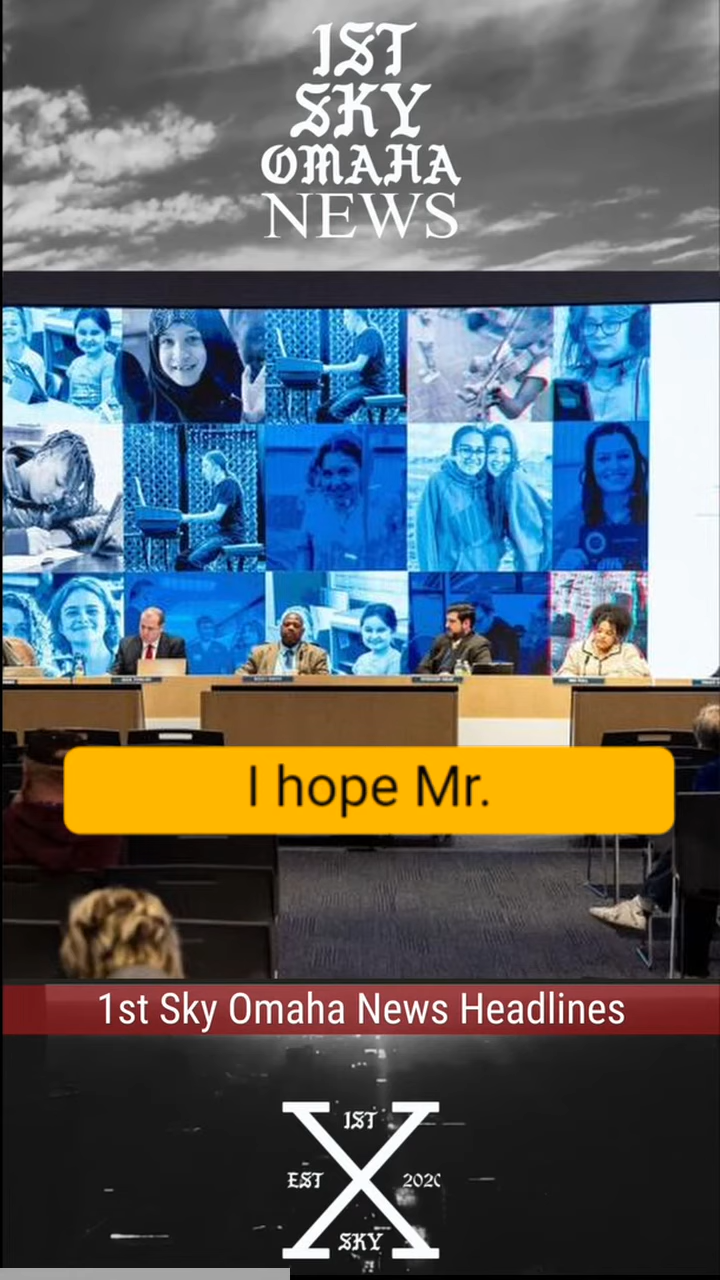 1ST
SKY
OMAHA
NEWS
I hope Mr.
1st Sky Omaha News Headlines
1ST
EST 2020
SKY